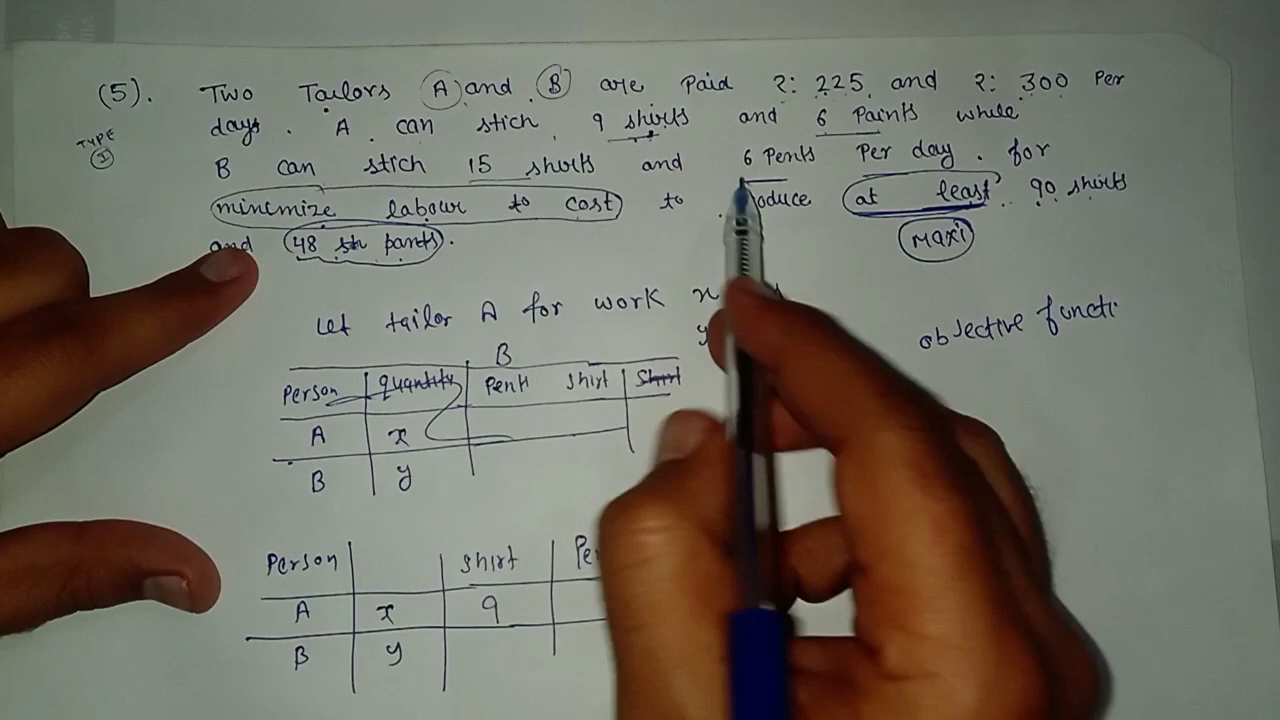 (5). Two Tailors A and B are Paid ₹: 225 and ₹: 300 Per
days. A can stich 9 shirts and 6 Paints while
TYPE
I
B can stich 15 shirts and 6 Pents Per day. for
minimize labour to cost to oduce at least 90 shirts
and 48 pants.
Maxi
Let tailor A for work x
B y
objective functi
Person quantity Pent shirt Shirt
A x
B y
Person shirt Pe
A x 9
B y